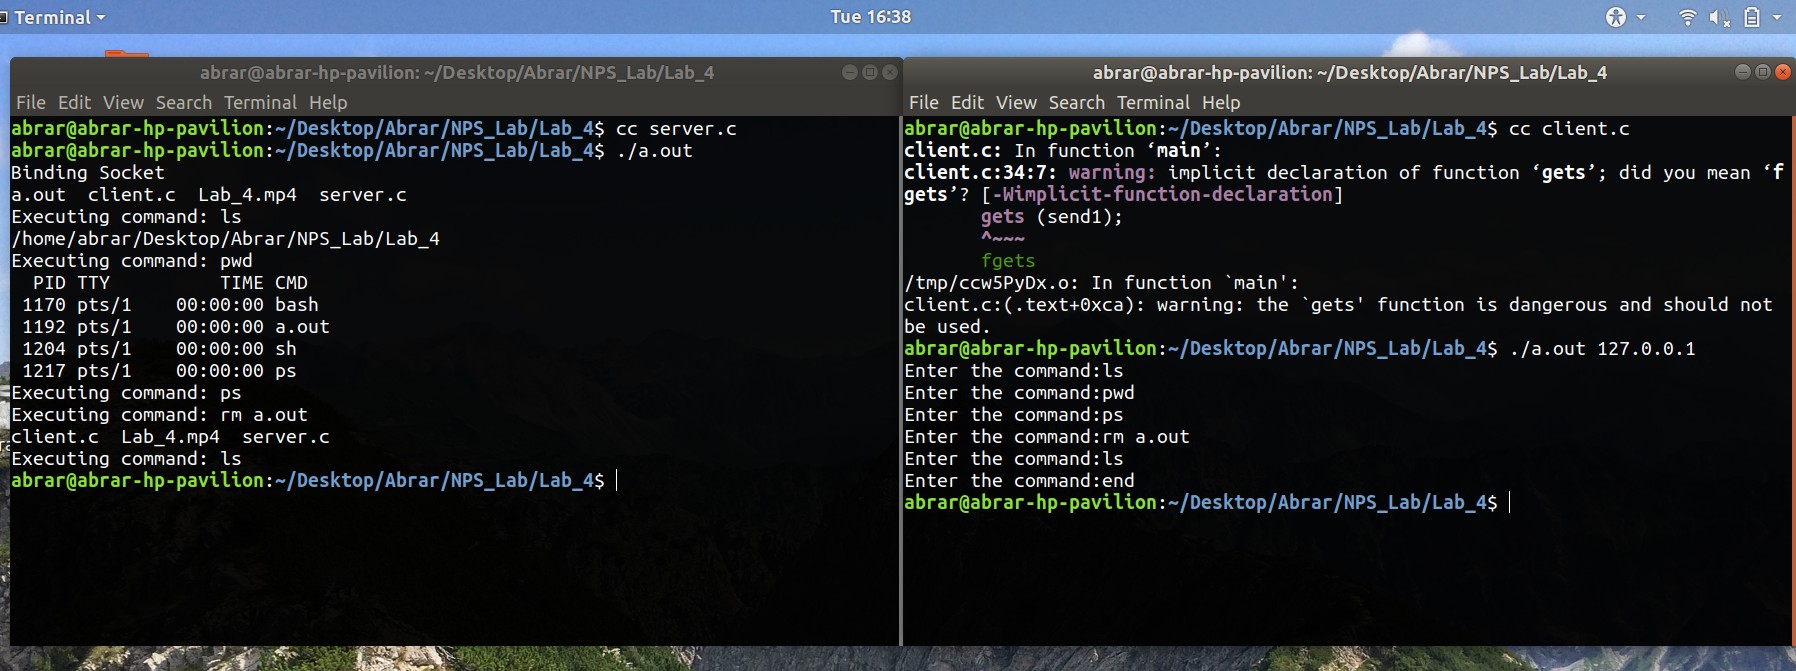 Terminal
Tue 16:38
abrar@abrar-hp-pavilion: ~/Desktop/Abrar/NPS_Lab/Lab_4
File Edit View Search Terminal Help
abrar@abrar-hp-pavilion:~/Desktop/Abrar/NPS_Lab/Lab_4$ cc server.c
abrar@abrar-hp-pavilion:~/Desktop/Abrar/NPS_Lab/Lab_4$ ./a.out
Binding Socket
a.out  client.c  Lab_4.mp4  server.c
Executing command: ls
/home/abrar/Desktop/Abrar/NPS_Lab/Lab_4
Executing command: pwd
  PID TTY          TIME CMD
 1170 pts/1    00:00:00 bash
 1192 pts/1    00:00:00 a.out
 1204 pts/1    00:00:00 sh
 1217 pts/1    00:00:00 ps
Executing command: ps
Executing command: rm a.out
client.c  Lab_4.mp4  server.c
Executing command: ls
abrar@abrar-hp-pavilion:~/Desktop/Abrar/NPS_Lab/Lab_4$
abrar@abrar-hp-pavilion: ~/Desktop/Abrar/NPS_Lab/Lab_4
File Edit View Search Terminal Help
abrar@abrar-hp-pavilion:~/Desktop/Abrar/NPS_Lab/Lab_4$ cc client.c
client.c: In function ‘main’:
client.c:34:7: warning: implicit declaration of function ‘gets’; did you mean ‘f
gets’? [-Wimplicit-function-declaration]
       gets (send1);
       ^~~~
       fgets
/tmp/ccw5PyDx.o: In function `main':
client.c:(.text+0xca): warning: the `gets' function is dangerous and should not
be used.
abrar@abrar-hp-pavilion:~/Desktop/Abrar/NPS_Lab/Lab_4$ ./a.out 127.0.0.1
Enter the command:ls
Enter the command:pwd
Enter the command:ps
Enter the command:rm a.out
Enter the command:ls
Enter the command:end
abrar@abrar-hp-pavilion:~/Desktop/Abrar/NPS_Lab/Lab_4$